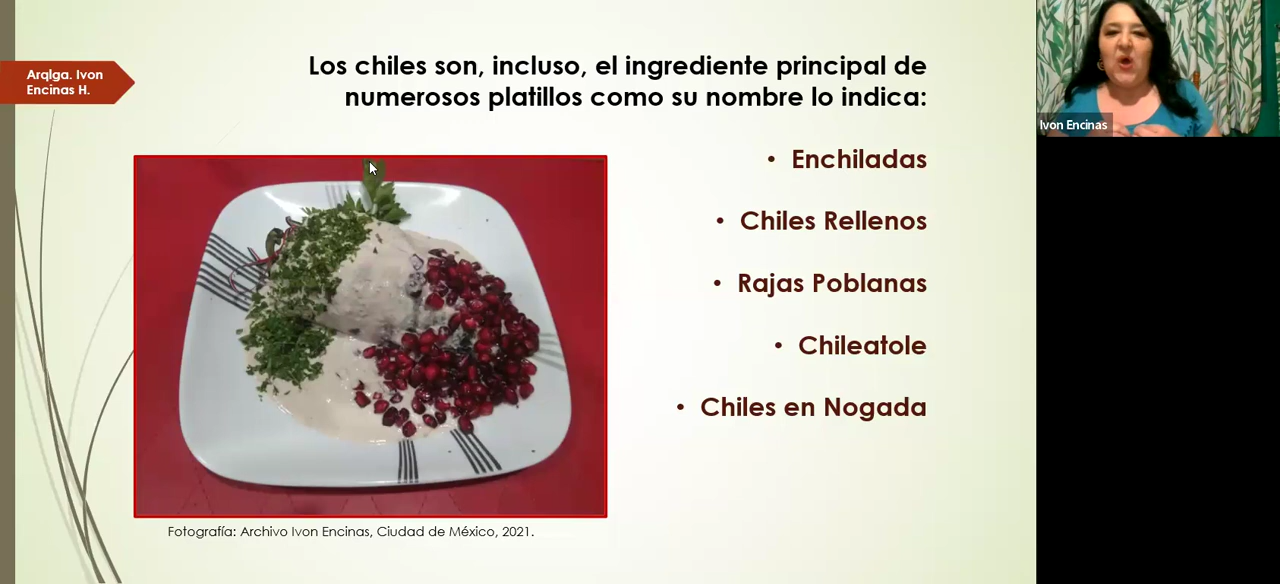 Arqlga. Ivon
Encinas H.
Los chiles son, incluso, el ingrediente principal de
numerosos platillos como su nombre lo indica:
• Enchiladas
• Chiles Rellenos
• Rajas Poblanas
• Chileatole
• Chiles en Nogada
Fotografía: Archivo Ivon Encinas, Ciudad de México, 2021.
Ivon Encinas